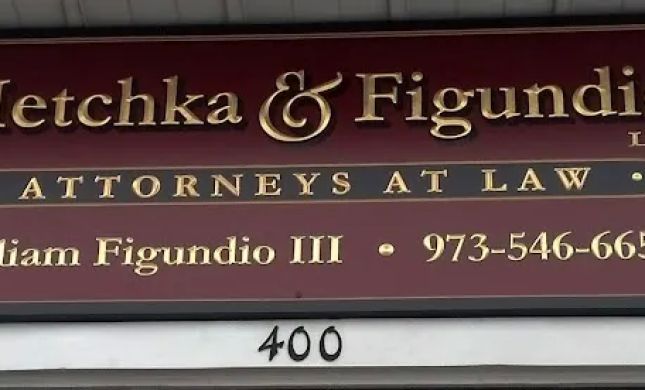 etchka & Figundi
L
ATTORNEYS AT LAW •
liam Figundio III • 973-546-665
400